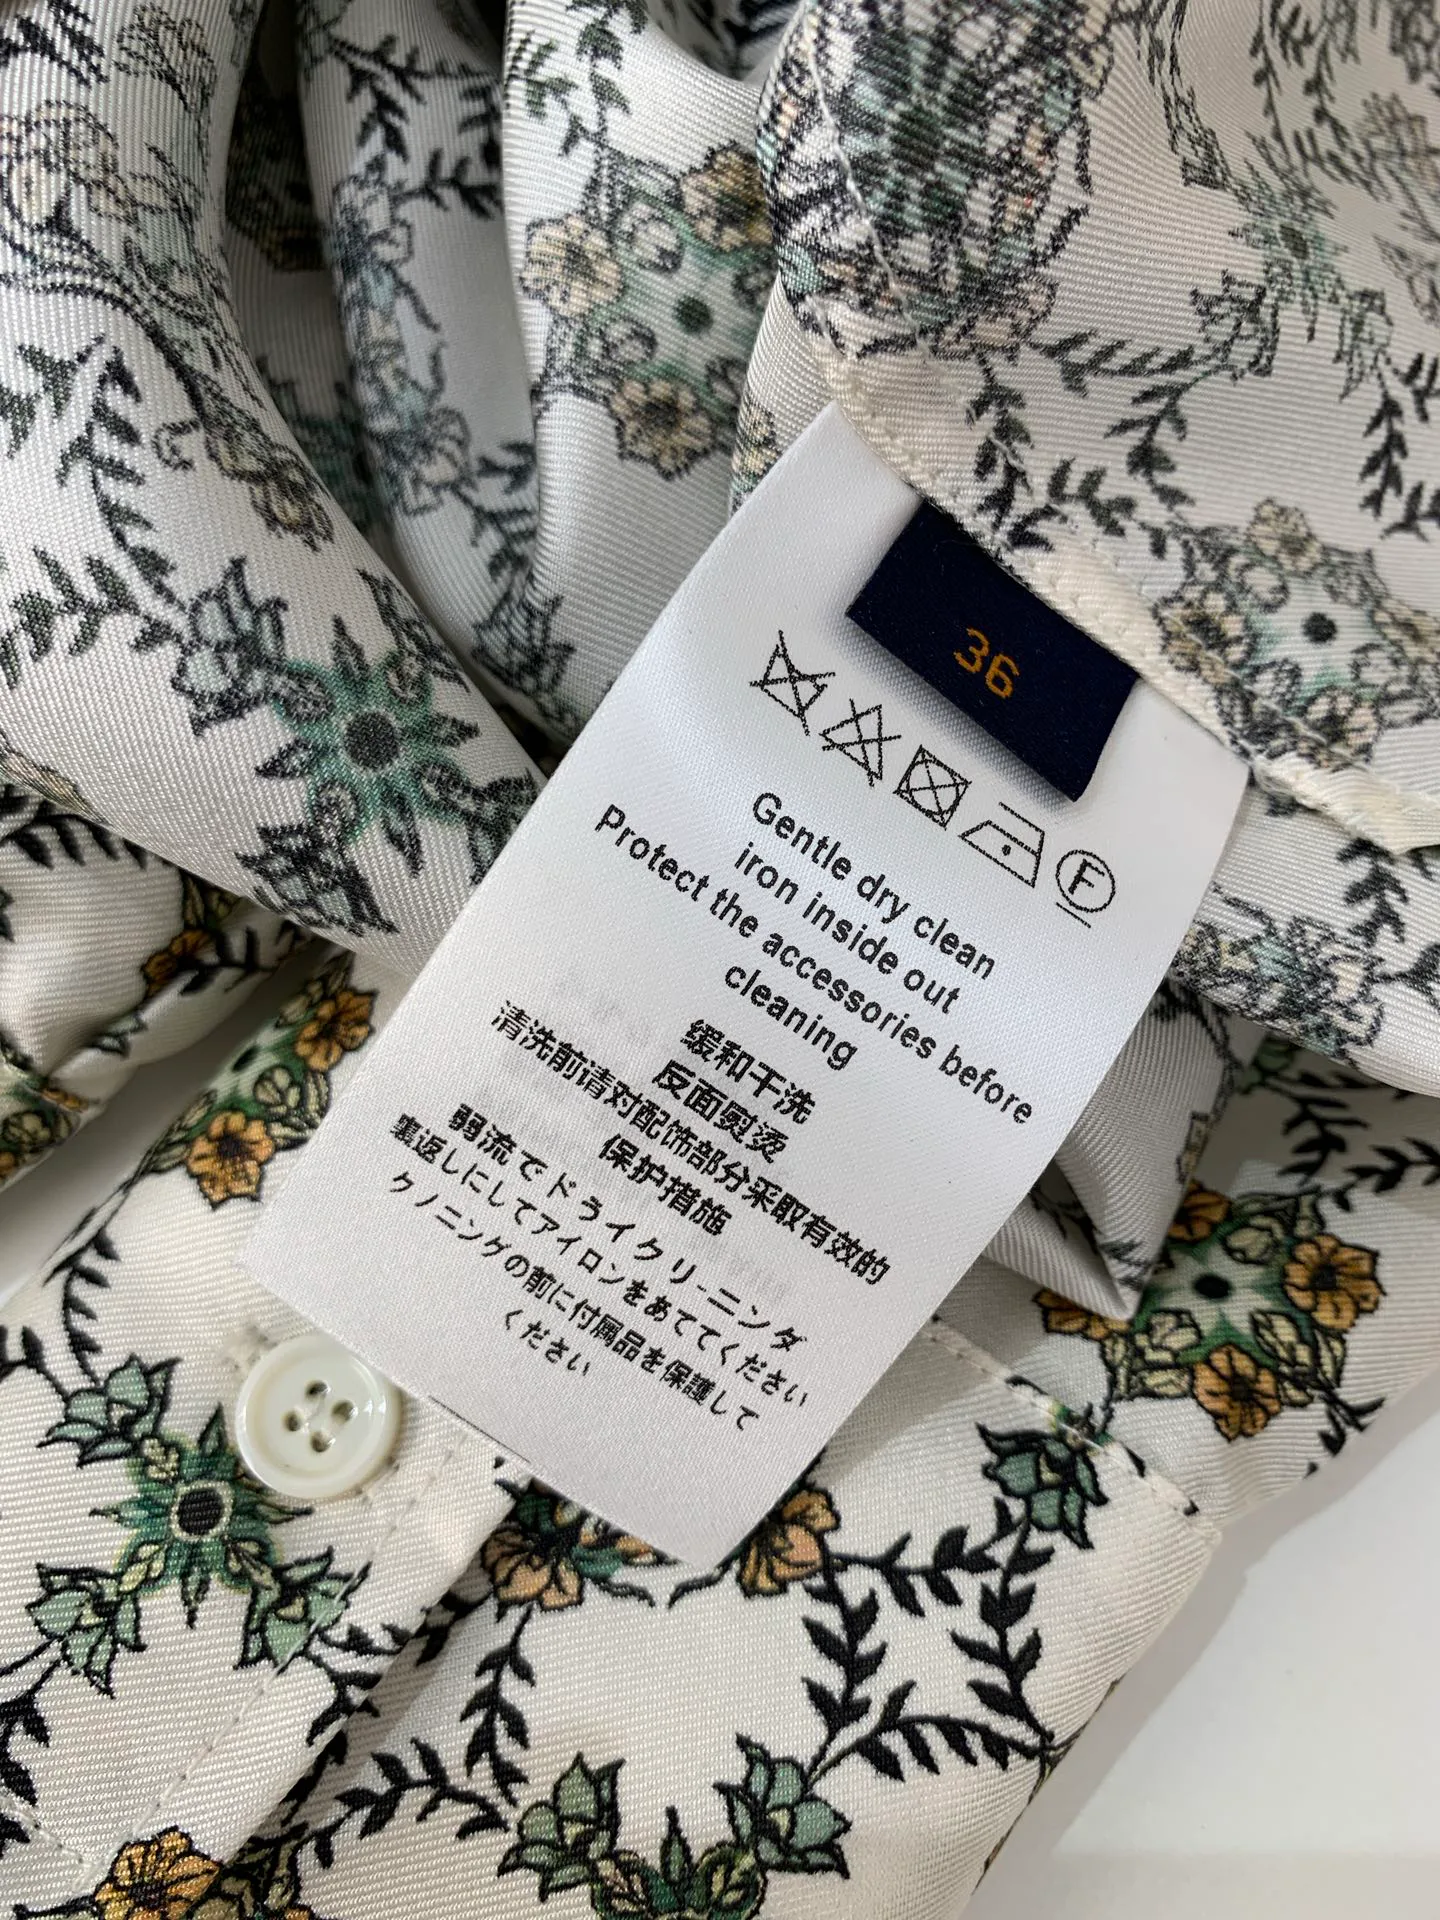 36
F
Gentle dry clean
iron inside out
Protect the accessories before
cleaning
缓和干洗
反面熨烫
清洗前请对配饰部分采取有效的
保护措施
弱流でドライクリーニンダ
裏返しにしてアイロンをあててください
クノニングの前に付属品を保護して
ください